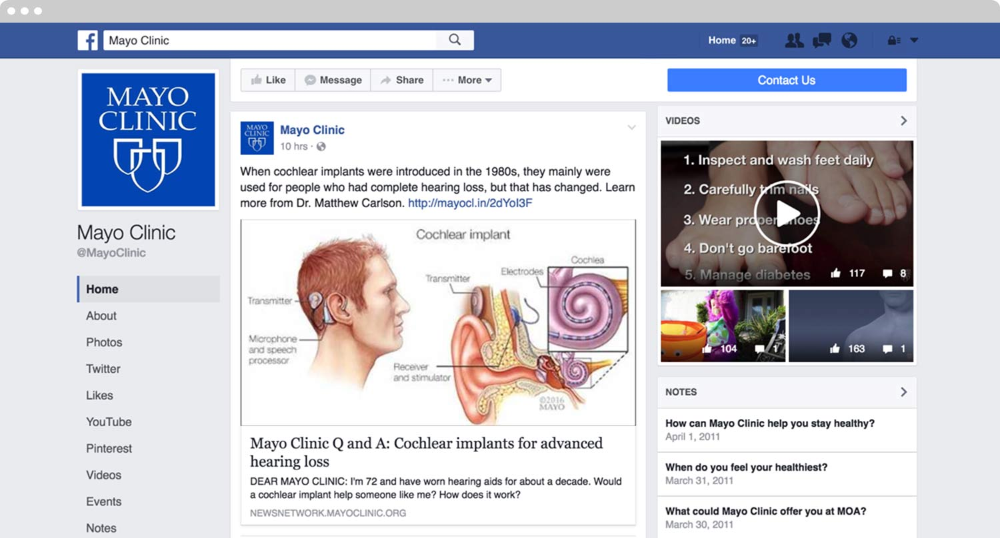 Mayo Clinic
Home 20+
MAYO
CLINIC
Mayo Clinic
@MayoClinic
Home
About
Photos
Twitter
Likes
YouTube
Pinterest
Videos
Events
Notes
Like
Message
Share
More
Contact Us
MAYO
CLINIC
Mayo Clinic
10 hrs ·
When cochlear implants were introduced in the 1980s, they mainly were
used for people who had complete hearing loss, but that has changed. Learn
more from Dr. Matthew Carlson. http://mayocl.in/2dYoI3F
Cochlear implant
Cochlea
Electrodes
Transmitter
Transmitter
Microphone
and speech
processor
Receiver
and stimulator
©2016
MAYO
Mayo Clinic Q and A: Cochlear implants for advanced
hearing loss
DEAR MAYO CLINIC: I'm 72 and have worn hearing aids for about a decade. Would
a cochlear implant help someone like me? How does it work?
NEWSNETWORK.MAYOCLINIC.ORG
VIDEOS
1. Inspect and wash feet daily
2. Carefully trim nails
3. Wear proper shoes
4. Don't go barefoot
5. Manage diabetes
117 8
104 1
163 1
NOTES
How can Mayo Clinic help you stay healthy?
April 1, 2011
When do you feel your healthiest?
March 31, 2011
What could Mayo Clinic offer you at MOA?
March 30, 2011